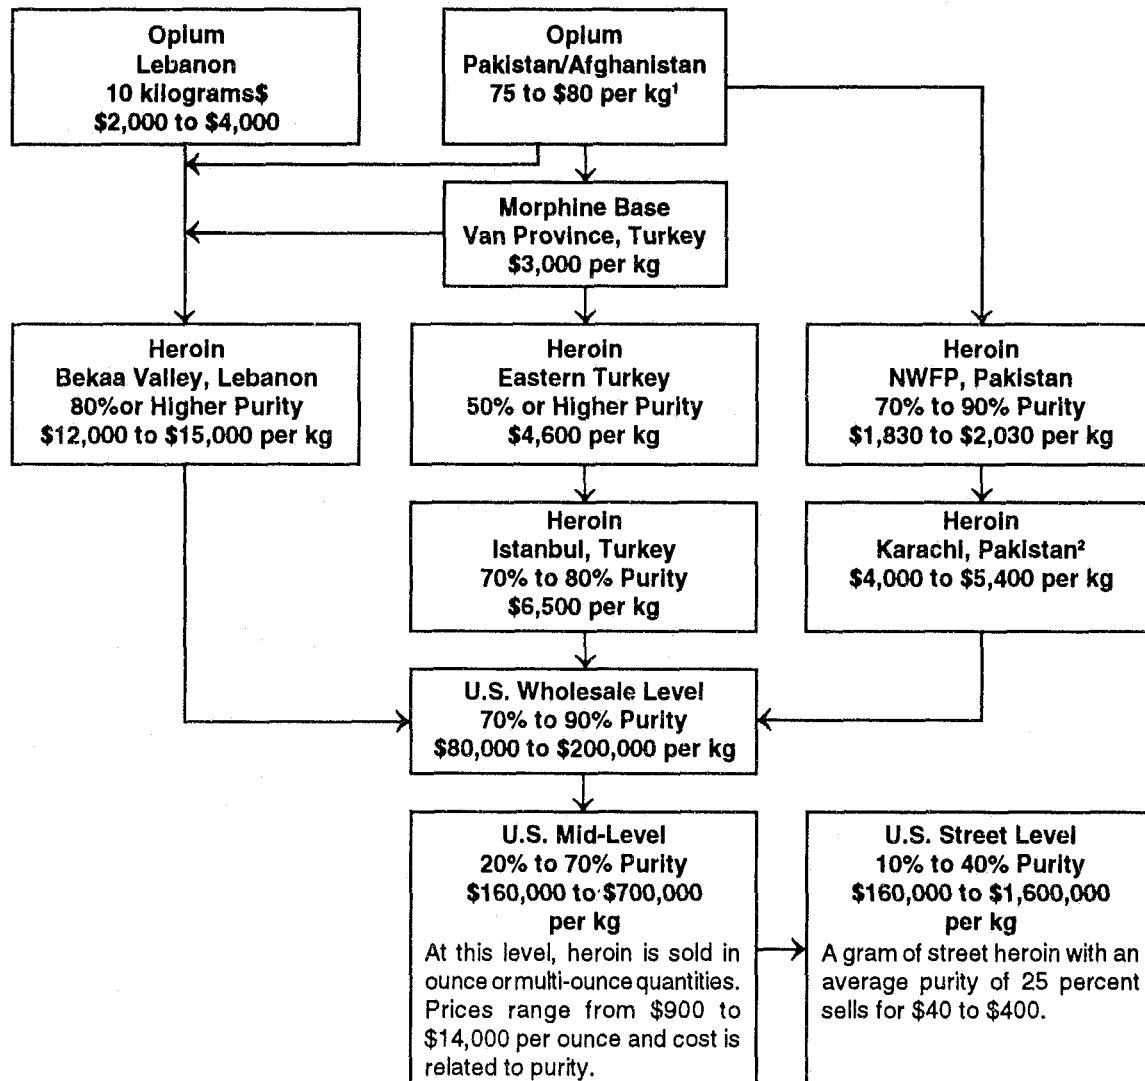 Opium
Lebanon
10 kilograms$
$2,000 to $4,000
Opium
Pakistan/Afghanistan
75 to $80 per kg¹
Morphine Base
Van Province, Turkey
$3,000 per kg
Heroin
Bekaa Valley, Lebanon
80%or Higher Purity
$12,000 to $15,000 per kg
Heroin
Eastern Turkey
50% or Higher Purity
$4,600 per kg
Heroin
NWFP, Pakistan
70% to 90% Purity
$1,830 to $2,030 per kg
Heroin
Istanbul, Turkey
70% to 80% Purity
$6,500 per kg
Heroin
Karachi, Pakistan²
$4,000 to $5,400 per kg
U.S. Wholesale Level
70% to 90% Purity
$80,000 to $200,000 per kg
U.S. Mid-Level
20% to 70% Purity
$160,000 to $700,000
per kg
At this level, heroin is sold in
ounce or multi-ounce quantities.
Prices range from $900 to
$14,000 per ounce and cost is
related to purity.
U.S. Street Level
10% to 40% Purity
$160,000 to $1,600,000
per kg
A gram of street heroin with an
average purity of 25 percent
sells for $40 to $400.